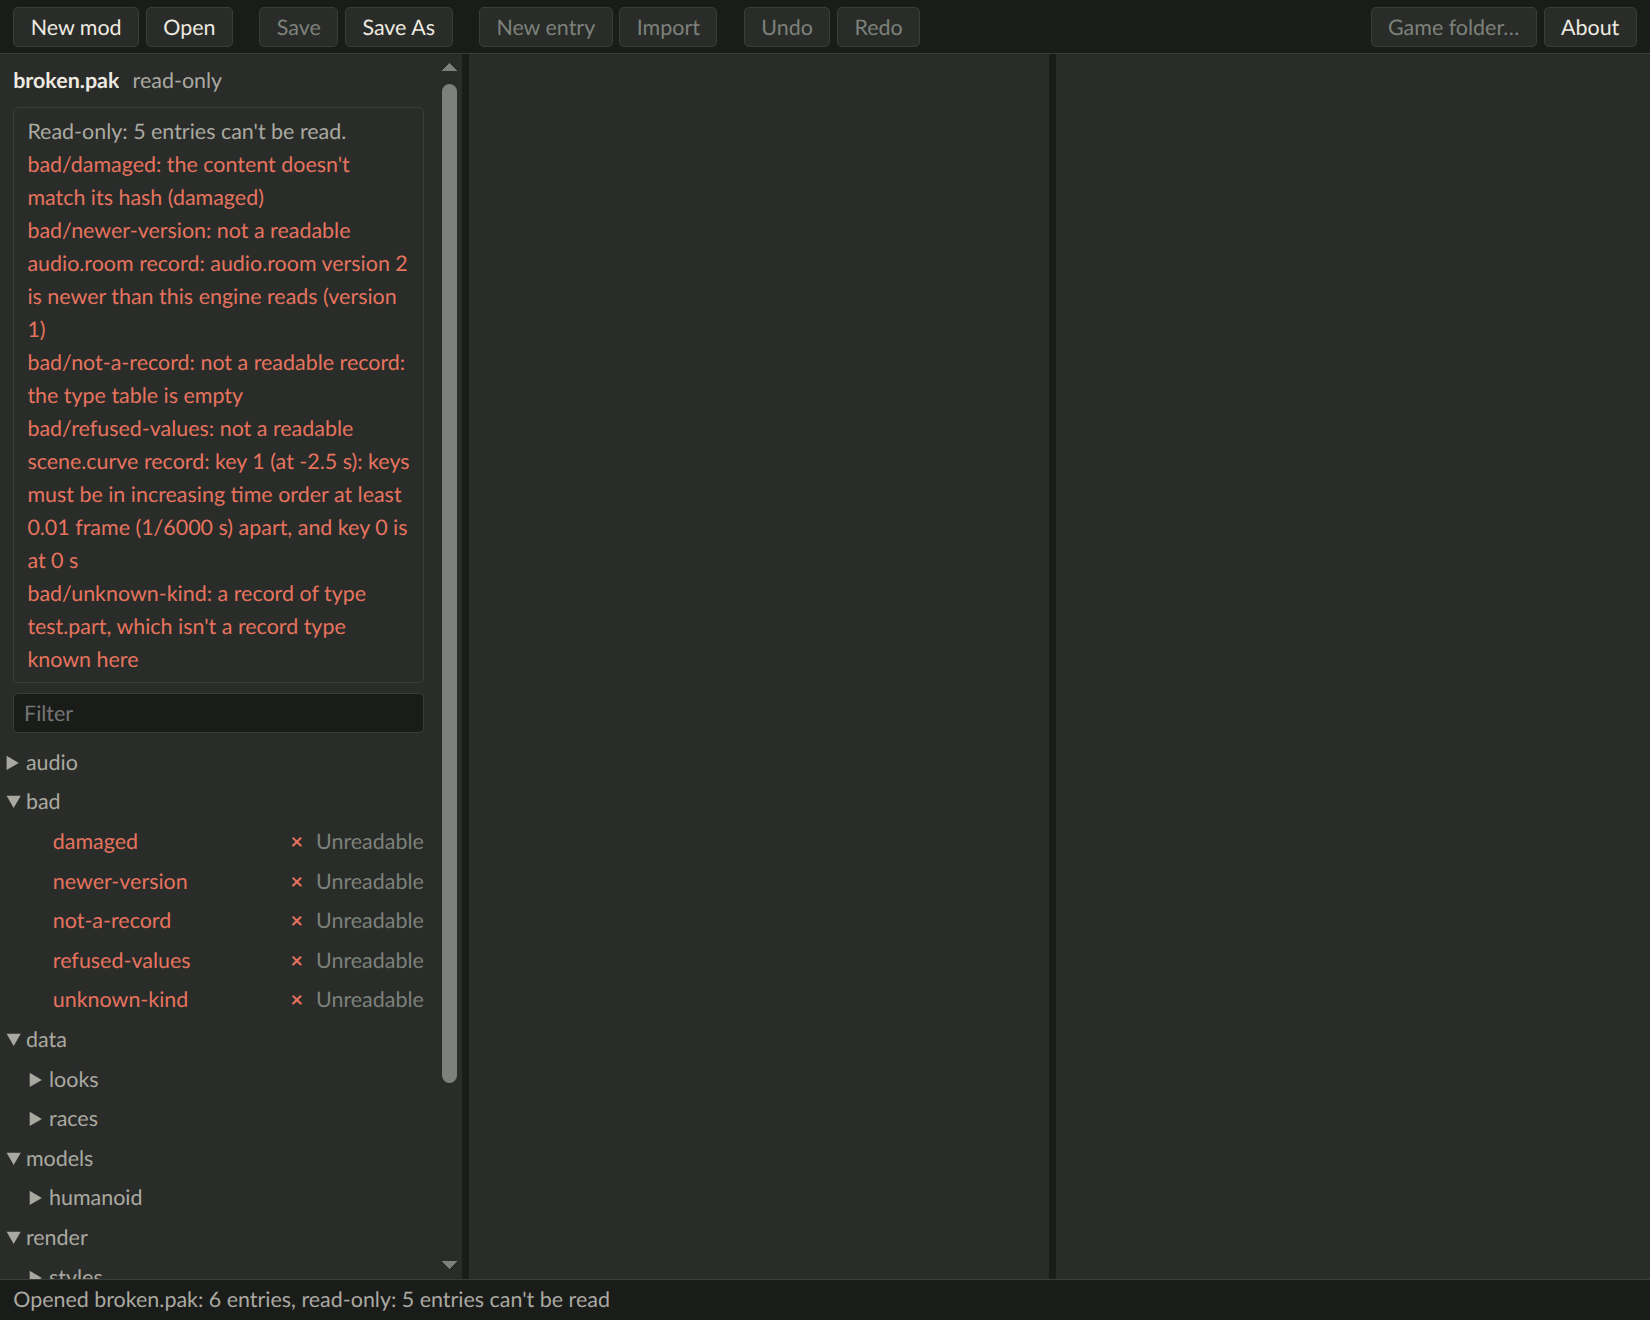 New mod Open Save Save As New entry Import Undo Redo Game folder... About
broken.pak read-only
Read-only: 5 entries can't be read.
bad/damaged: the content doesn't
match its hash (damaged)
bad/newer-version: not a readable
audio.room record: audio.room version 2
is newer than this engine reads (version
1)
bad/not-a-record: not a readable record:
the type table is empty
bad/refused-values: not a readable
scene.curve record: key 1 (at -2.5 s): keys
must be in increasing time order at least
0.01 frame (1/6000 s) apart, and key 0 is
at 0 s
bad/unknown-kind: a record of type
test.part, which isn't a record type
known here
Filter
audio
bad
damaged × Unreadable
newer-version × Unreadable
not-a-record × Unreadable
refused-values × Unreadable
unknown-kind × Unreadable
data
looks
races
models
humanoid
render
styles
Opened broken.pak: 6 entries, read-only: 5 entries can't be read